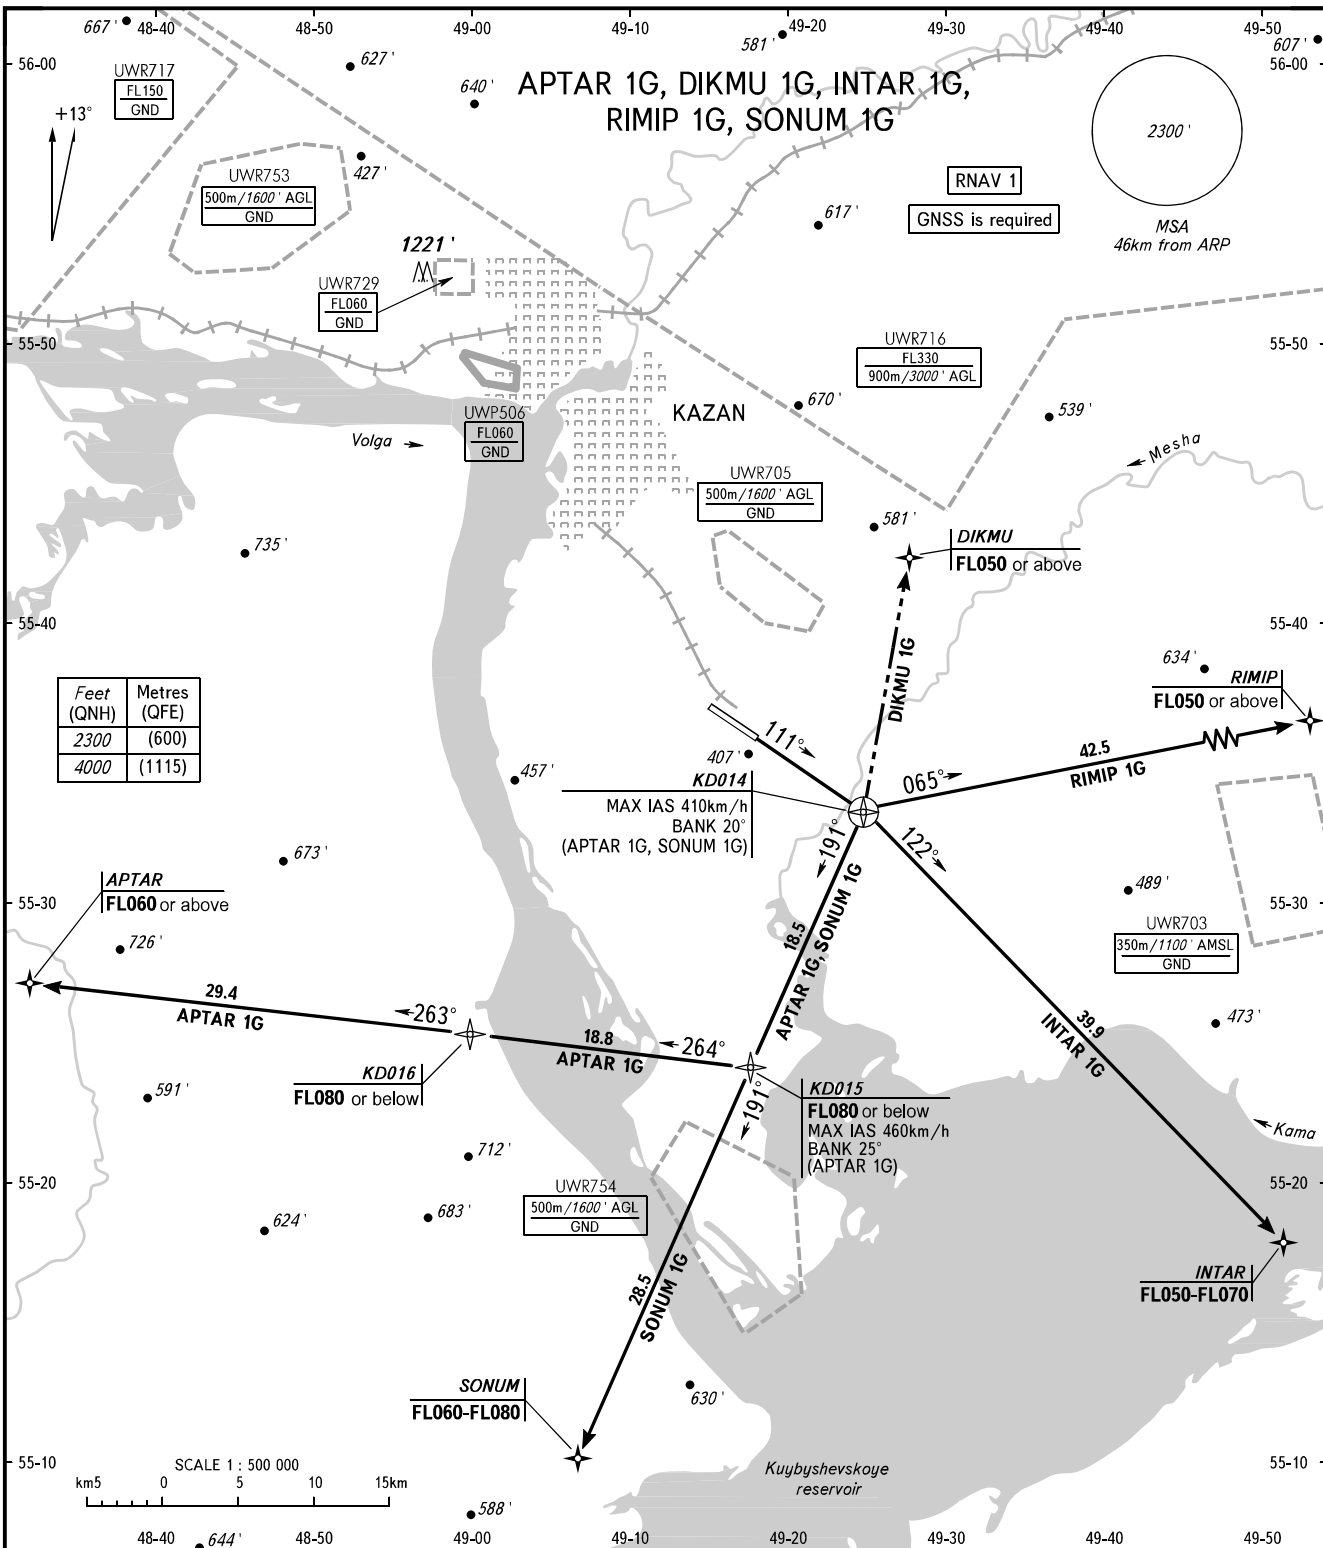 48-40
48-50
49-00
49-10
49-20
49-30
49-40
49-50
667'
581'
607'
56-00
56-00
627'
640'
UWR717
FL150
GND
APTAR 1G, DIKMU 1G, INTAR 1G,
RIMIP 1G, SONUM 1G
+13°
2300'
427'
UWR753
500m/1600' AGL
GND
RNAV 1
GNSS is required
617'
MSA
46km from ARP
1221'
UWR729
FL060
GND
55-50
55-50
UWR716
FL330
900m/3000' AGL
670'
539'
KAZAN
UWP506
FL060
GND
Volga
Mesha
UWR705
500m/1600' AGL
GND
581'
735'
DIKMU
FL050 or above
55-40
55-40
DIKMU 1G
634'
RIMIP
FL050 or above
Feet
(QNH)
Metres
(QFE)
2300
(600)
4000
(1115)
111°
407'
42.5
RIMIP 1G
065°
457'
KD014
MAX IAS 410km/h
BANK 20°
(APTAR 1G, SONUM 1G)
191°
122°
673'
APTAR
FL060 or above
489'
55-30
55-30
UWR703
350m/1100' AMSL
GND
726'
18.5
APTAR 1G, SONUM 1G
29.4
APTAR 1G
263°
18.8
APTAR 1G
264°
39.9
INTAR 1G
473'
KD016
FL080 or below
KD015
FL080 or below
MAX IAS 460km/h
BANK 25°
(APTAR 1G)
191°
591'
Kama
712'
55-20
55-20
UWR754
500m/1600' AGL
GND
683'
624'
28.5
SONUM 1G
INTAR
FL050-FL070
SONUM
FL060-FL080
630'
55-10
55-10
SCALE 1 : 500 000
km5
0
5
10
15km
Kuybyshevskoye
reservoir
588'
644'
48-40
48-50
49-00
49-10
49-20
49-30
49-40
49-50